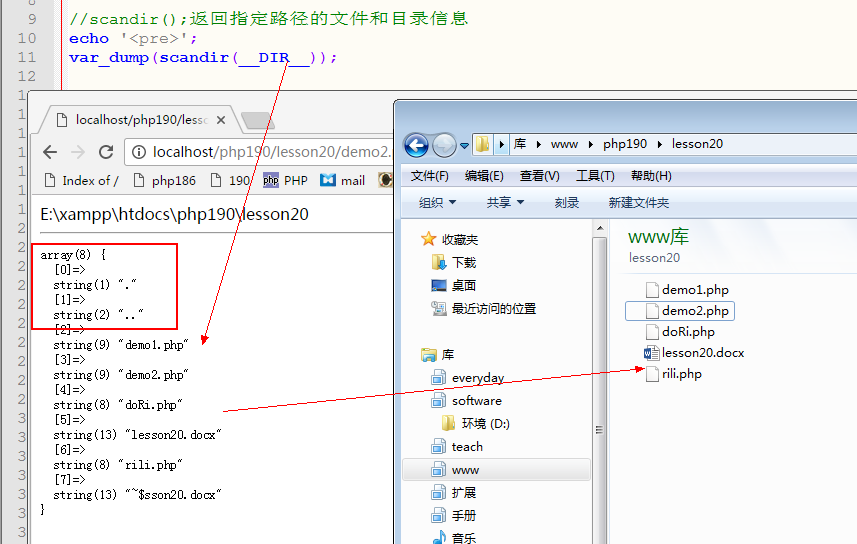 9
//scandir();返回指定路径的文件和目录信息
10
echo '<pre>';
11
var_dump(scandir(__DIR__));
12
localhost/php190/lesso
localhost/php190/lesson20/demo2.
Index of /
php186
190
php
PHP
mail
E:\xampp\htdocs\php190\lesson20
array(8) {
[0]=>
string(1) "."
[1]=>
string(2) ".."
[2]=>
string(9) "demo1.php"
[3]=>
string(9) "demo2.php"
[4]=>
string(8) "doRi.php"
[5]=>
string(13) "lesson20.docx"
[6]=>
string(8) "rili.php"
[7]=>
string(13) "~$sson20.docx"
}
库 www php190 lesson20
文件(F) 编辑(E) 查看(V) 工具(T) 帮助(H)
组织 共享 刻录 新建文件夹
收藏夹
下载
桌面
最近访问的位置
库
everyday
software
环境 (D:)
teach
www
扩展
手册
音乐
www库
lesson20
demo1.php
demo2.php
doRi.php
lesson20.docx
rili.php